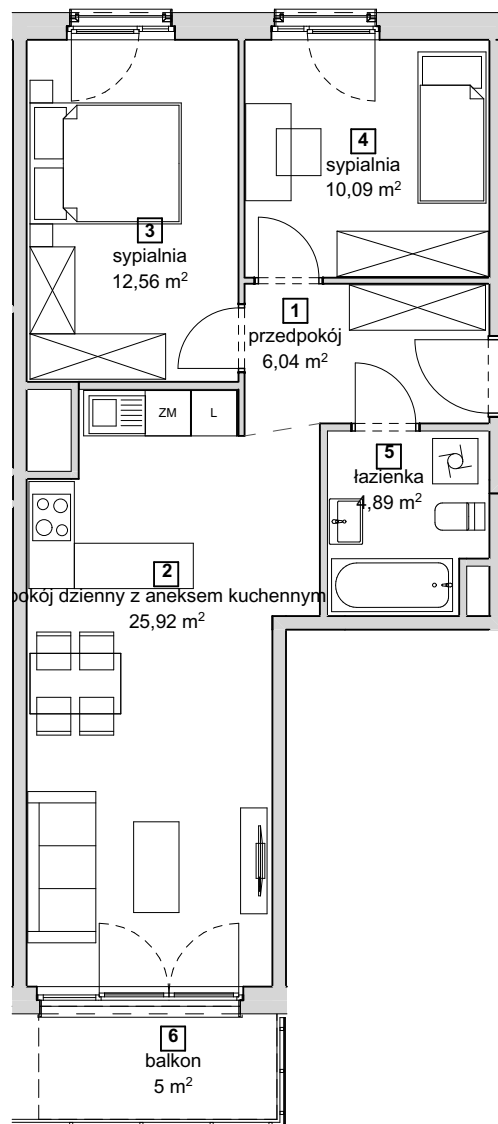 4
sypialnia
10,09 m²
3
sypialnia
12,56 m²
1
przedpokój
6,04 m²
ZM
L
5
łazienka
4,89 m²
2
pokój dzienny z aneksem kuchennym
25,92 m²
6
balkon
5 m²